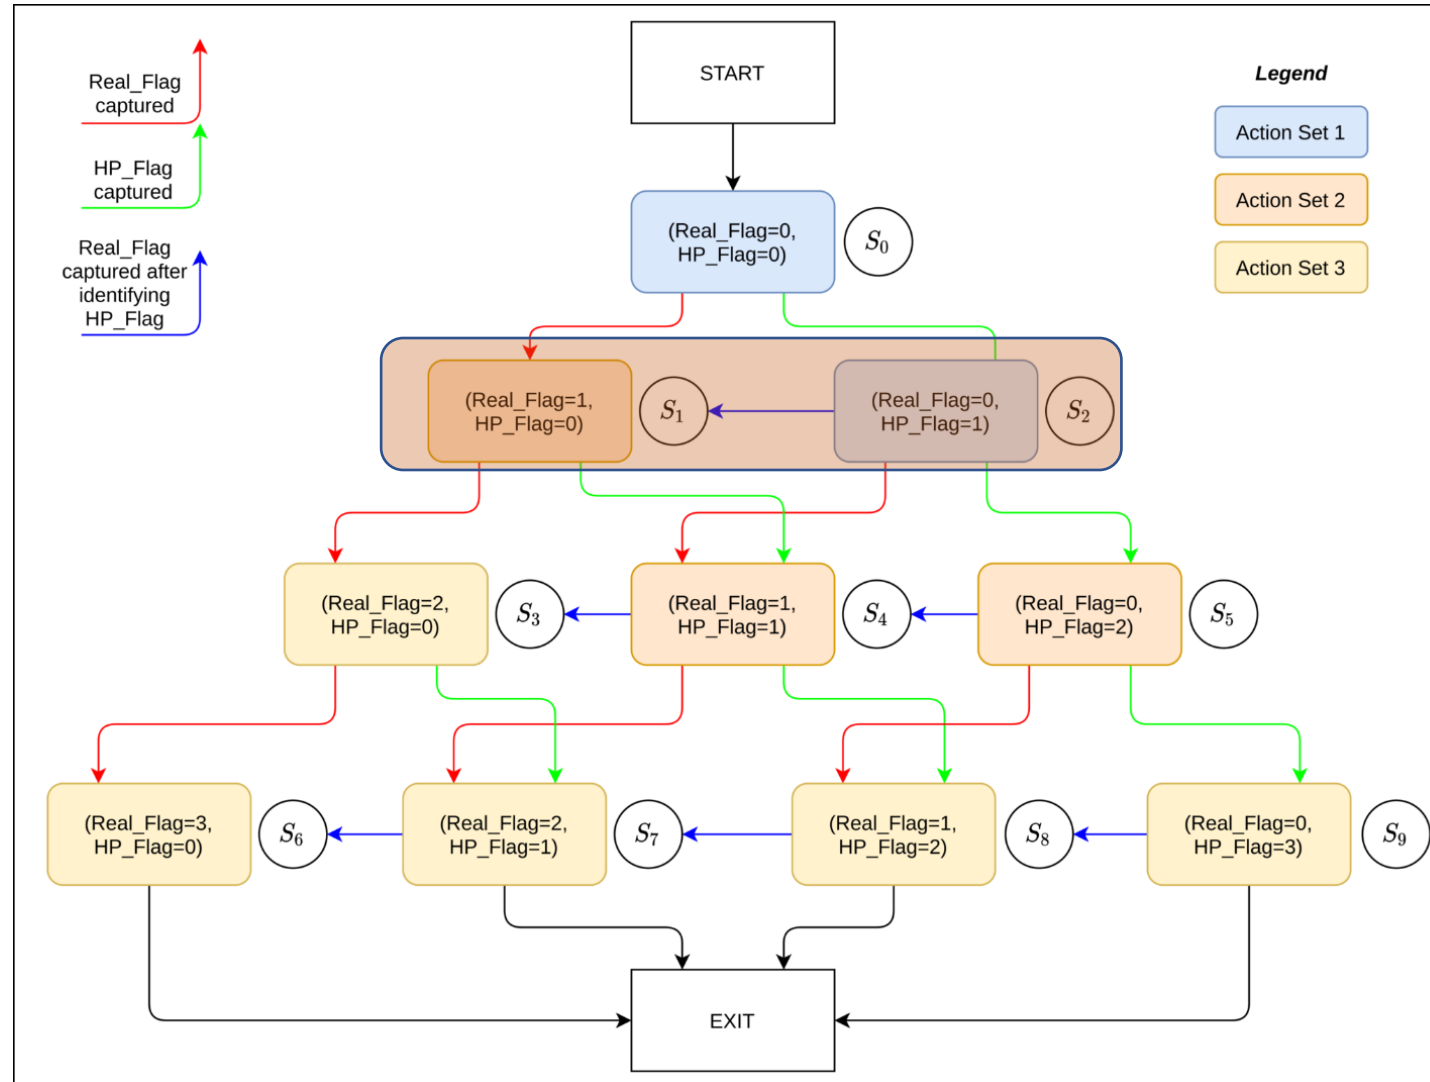 START
Legend
Real_Flag
captured
Action Set 1
HP_Flag
captured
Action Set 2
Real_Flag
captured after
identifying
HP_Flag
Action Set 3
(Real_Flag=0,
HP_Flag=0)
S0
(Real_Flag=1,
HP_Flag=0)
S1
(Real_Flag=0,
HP_Flag=1)
S2
(Real_Flag=2,
HP_Flag=0)
S3
(Real_Flag=1,
HP_Flag=1)
S4
(Real_Flag=0,
HP_Flag=2)
S5
(Real_Flag=3,
HP_Flag=0)
S6
(Real_Flag=2,
HP_Flag=1)
S7
(Real_Flag=1,
HP_Flag=2)
S8
(Real_Flag=0,
HP_Flag=3)
S9
EXIT